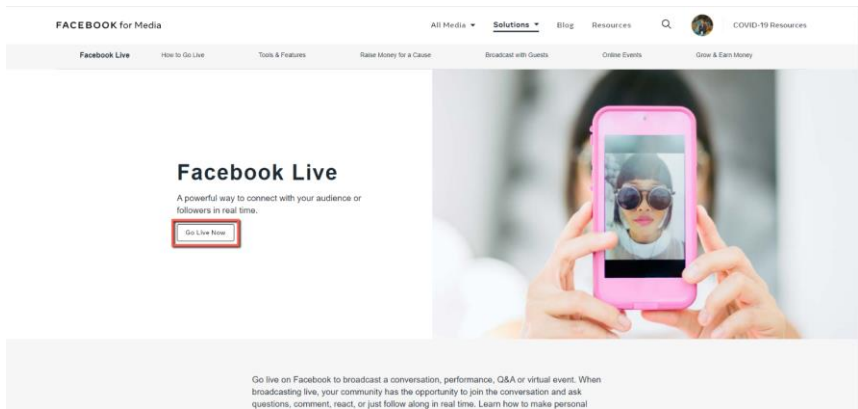 FACEBOOK for Media
All Media Solutions Blog Resources COVID-19 Resources
Facebook Live How to Go Live Tools & Features Raise Money for a Cause Broadcast with Guests Online Events Grow & Earn Money
Facebook Live
A powerful way to connect with your audience or
followers in real time.
Go Live Now
Go live on Facebook to broadcast a conversation, performance, Q&A or virtual event. When
broadcasting live, your community has the opportunity to join the conversation and ask
questions, comment, react, or just follow along in real time. Learn how to make personal